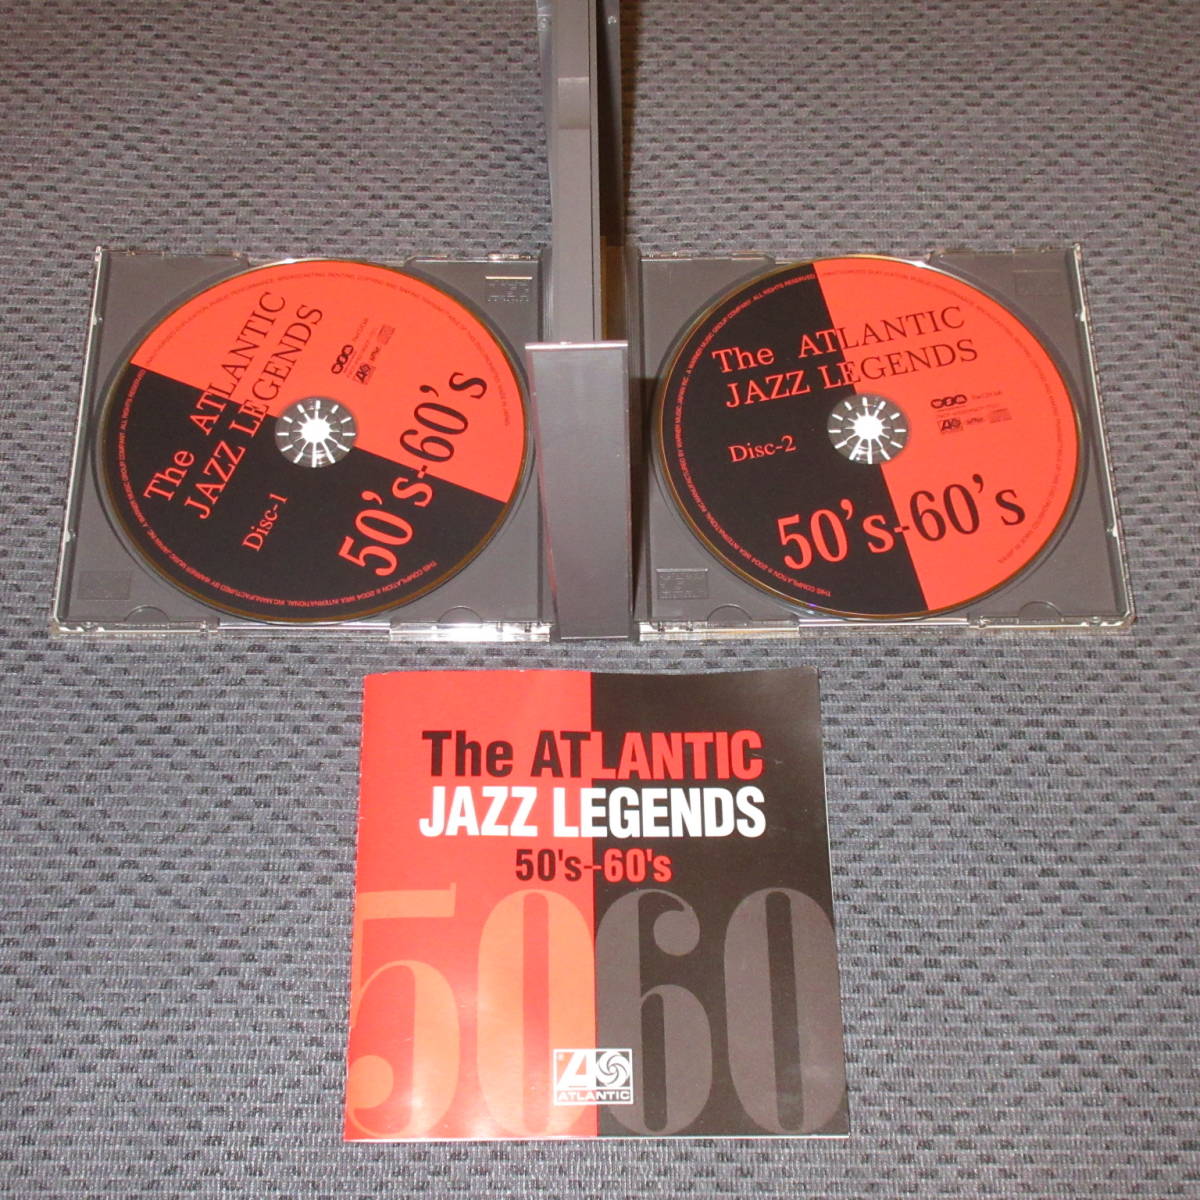 The ATLANTIC
JAZZ LEGENDS
Disc-1
50's-60's
The ATLANTIC
JAZZ LEGENDS
Disc-2
50's-60's
The ATLANTIC
JAZZ LEGENDS
50's-60's
50 60
ATLANTIC